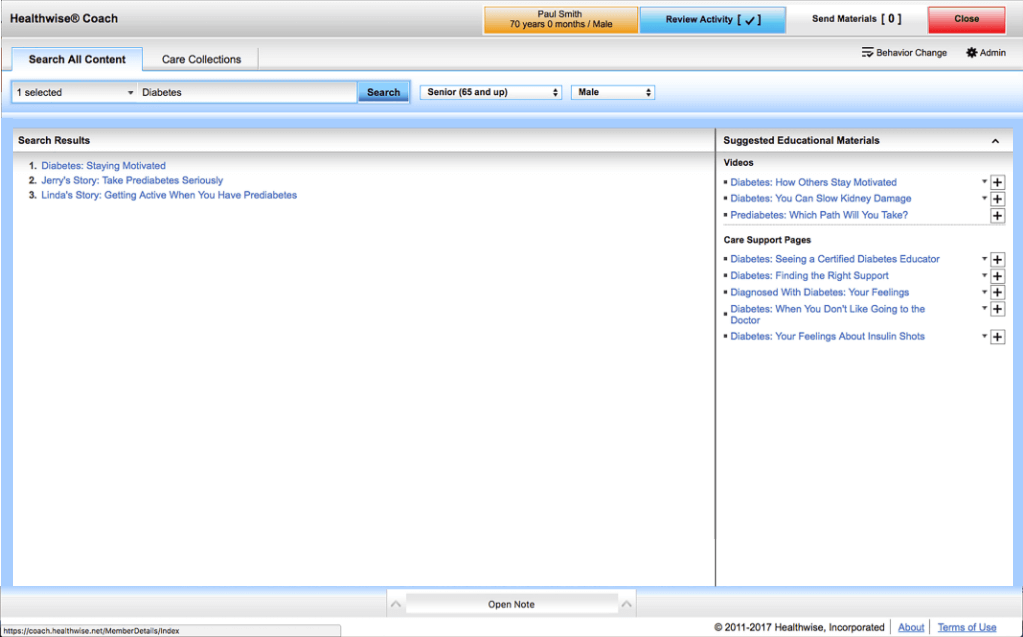 Healthwise® Coach
Paul Smith
70 years 0 months / Male
Review Activity [ ✓ ]
Send Materials [ 0 ]
Close
Search All Content
Care Collections
Behavior Change
Admin
1 selected
Diabetes
Search
Senior (65 and up)
Male
Search Results
1. Diabetes: Staying Motivated
2. Jerry's Story: Take Prediabetes Seriously
3. Linda's Story: Getting Active When You Have Prediabetes
Suggested Educational Materials
Videos
Diabetes: How Others Stay Motivated
Diabetes: You Can Slow Kidney Damage
Prediabetes: Which Path Will You Take?
Care Support Pages
Diabetes: Seeing a Certified Diabetes Educator
Diabetes: Finding the Right Support
Diagnosed With Diabetes: Your Feelings
Diabetes: When You Don't Like Going to the
Doctor
Diabetes: Your Feelings About Insulin Shots
Open Note
https://coach.healthwise.net/MemberDetails/Index
© 2011-2017 Healthwise, Incorporated
About
Terms of Use